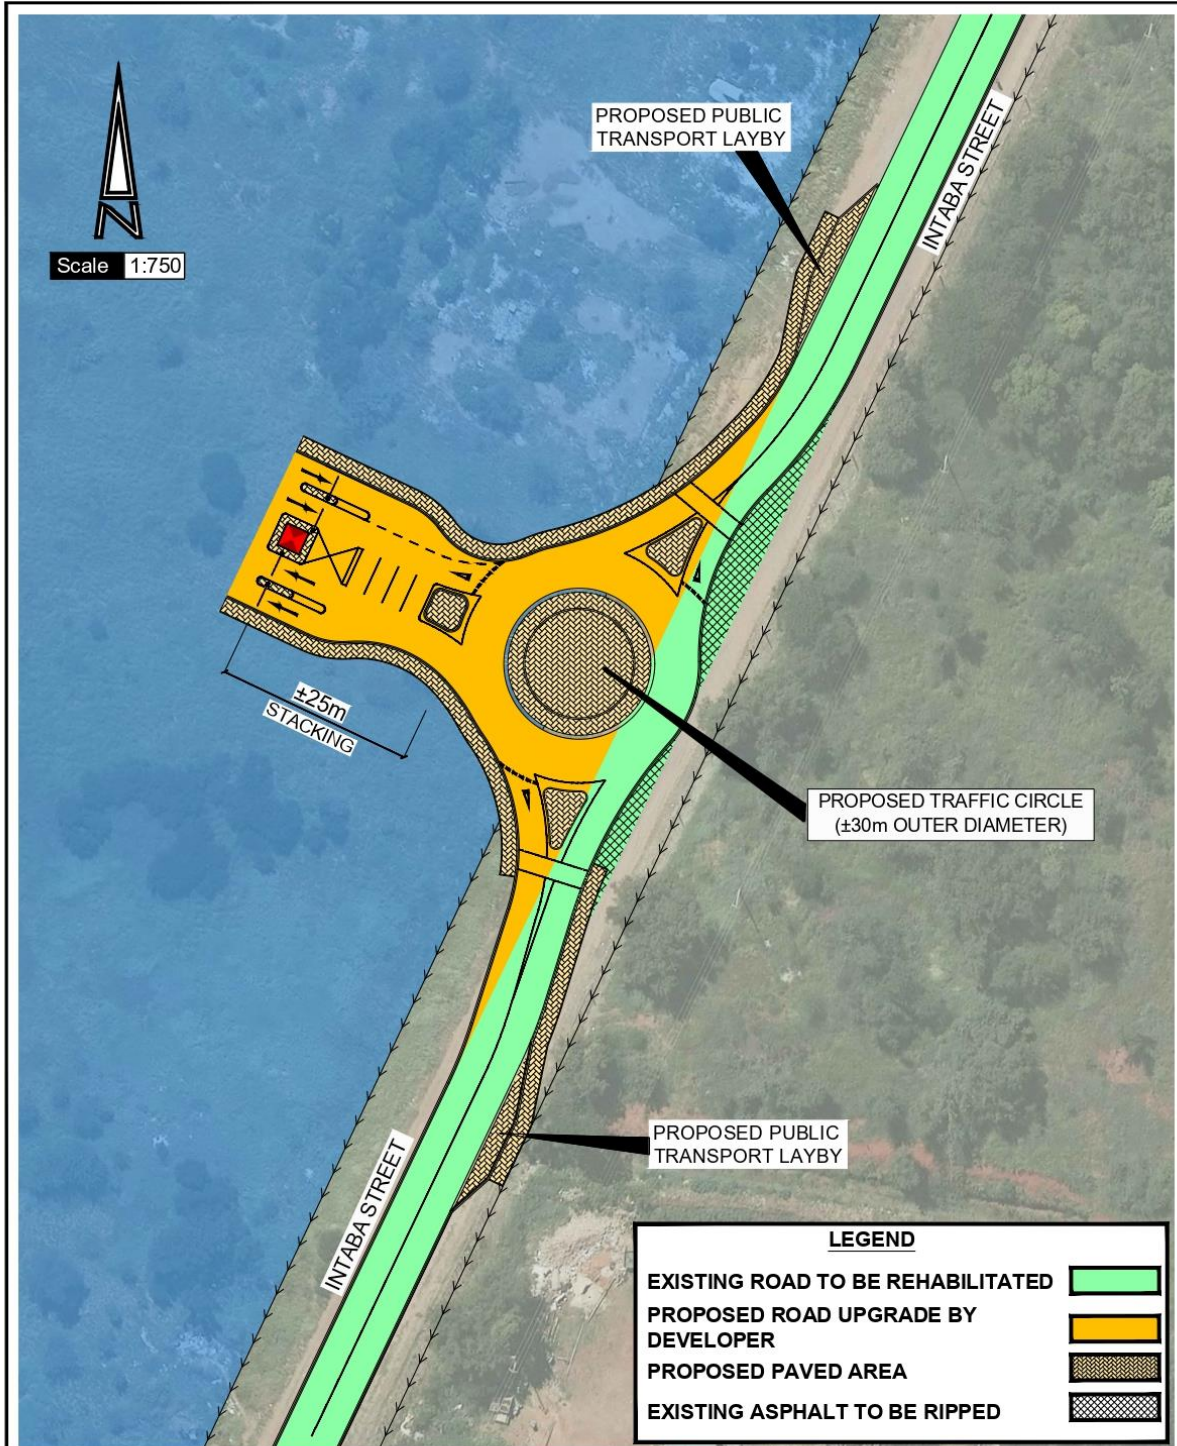 PROPOSED PUBLIC
TRANSPORT LAYBY
INTABA STREET
N
Scale 1:750
±25m
STACKING
PROPOSED TRAFFIC CIRCLE
(±30m OUTER DIAMETER)
PROPOSED PUBLIC
TRANSPORT LAYBY
INTABA STREET
LEGEND
EXISTING ROAD TO BE REHABILITATED
PROPOSED ROAD UPGRADE BY
DEVELOPER
PROPOSED PAVED AREA
EXISTING ASPHALT TO BE RIPPED